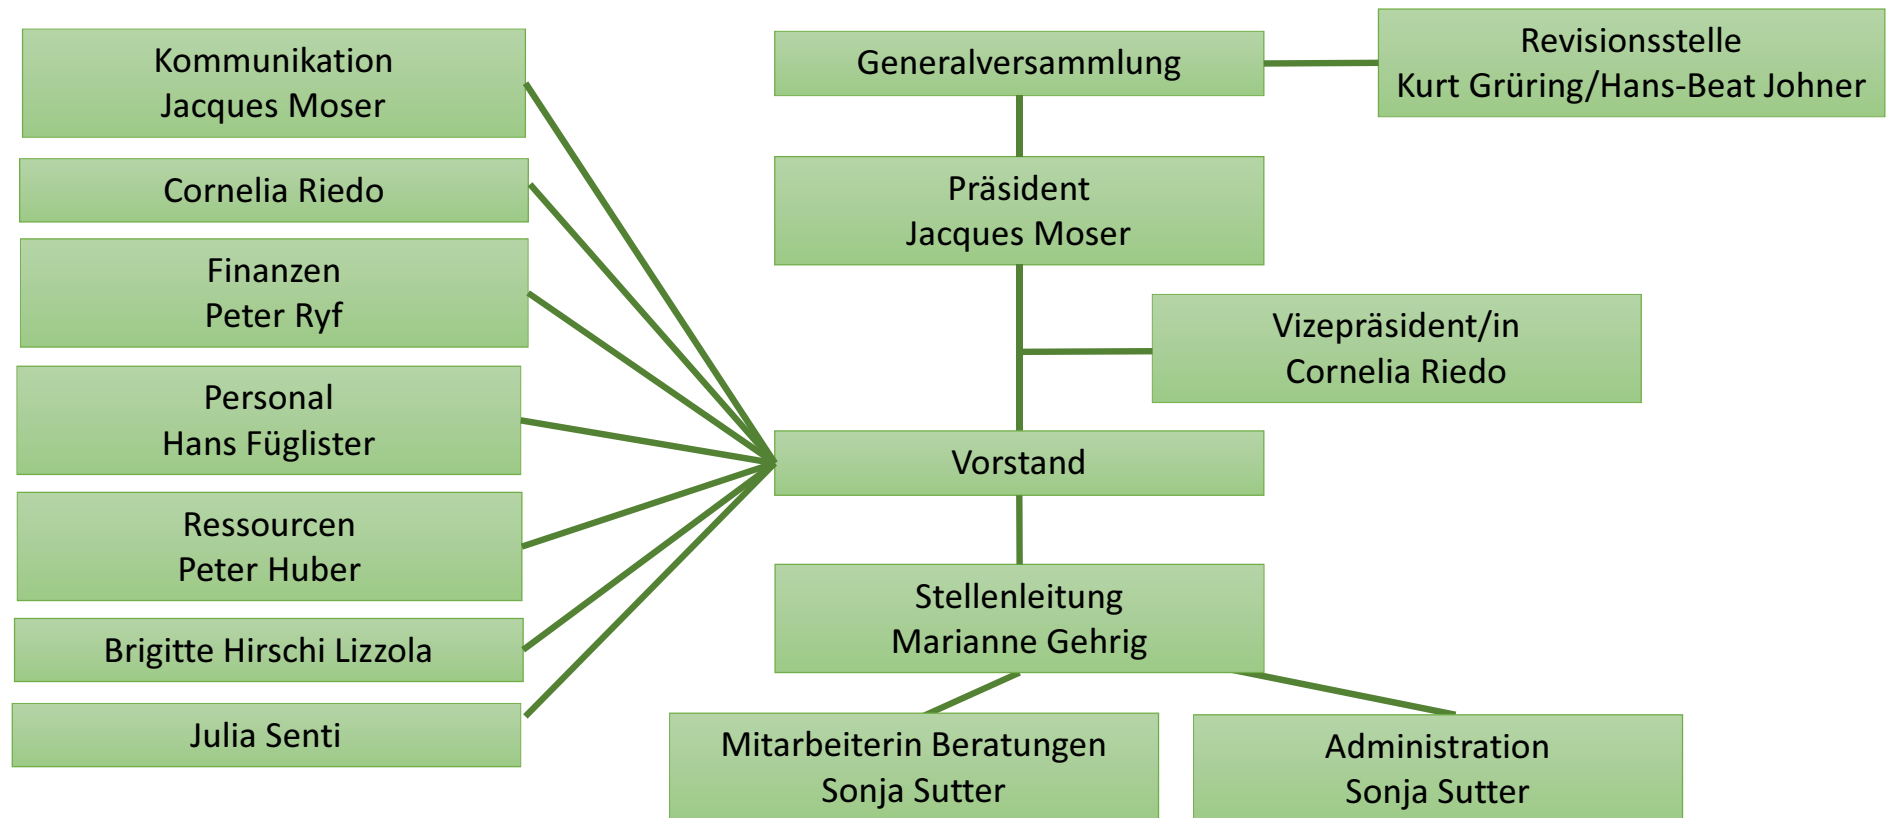 Kommunikation
Jacques Moser
Cornelia Riedo
Finanzen
Peter Ryf
Personal
Hans Füglister
Ressourcen
Peter Huber
Brigitte Hirschi Lizzola
Julia Senti
Generalversammlung
Revisionsstelle
Kurt Grüring/Hans-Beat Johner
Präsident
Jacques Moser
Vizepräsident/in
Cornelia Riedo
Vorstand
Stellenleitung
Marianne Gehrig
Mitarbeiterin Beratungen
Sonja Sutter
Administration
Sonja Sutter